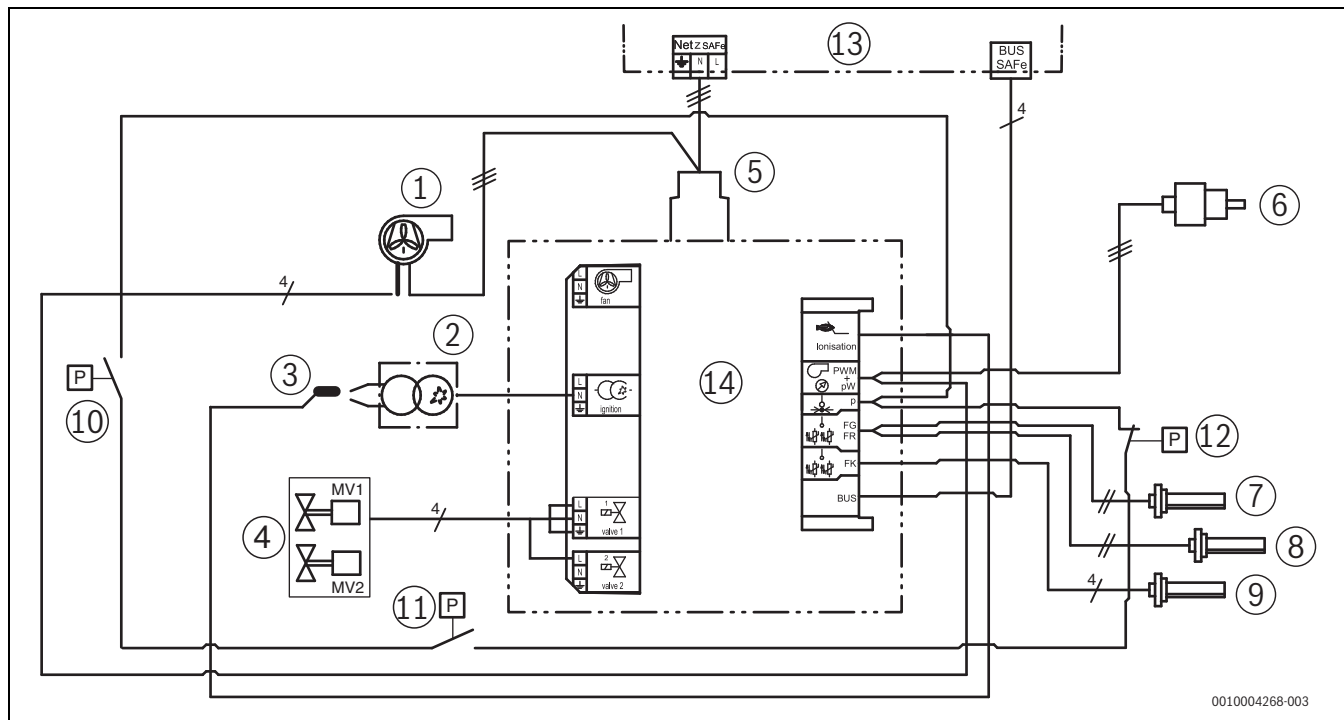 Netz SAFe
N L
13
BUS
SAFe
4
5
1
6
4
2
L
N
fan
Ionisation
3
14
PWM
+
pW
P
10
L
N
ignition
p
FG
FR
12
P
FK
7
MV1
4
4
L
N
1
valve 1
BUS
8
MV2
L
N
2
valve 2
4
9
11
P
0010004268-003